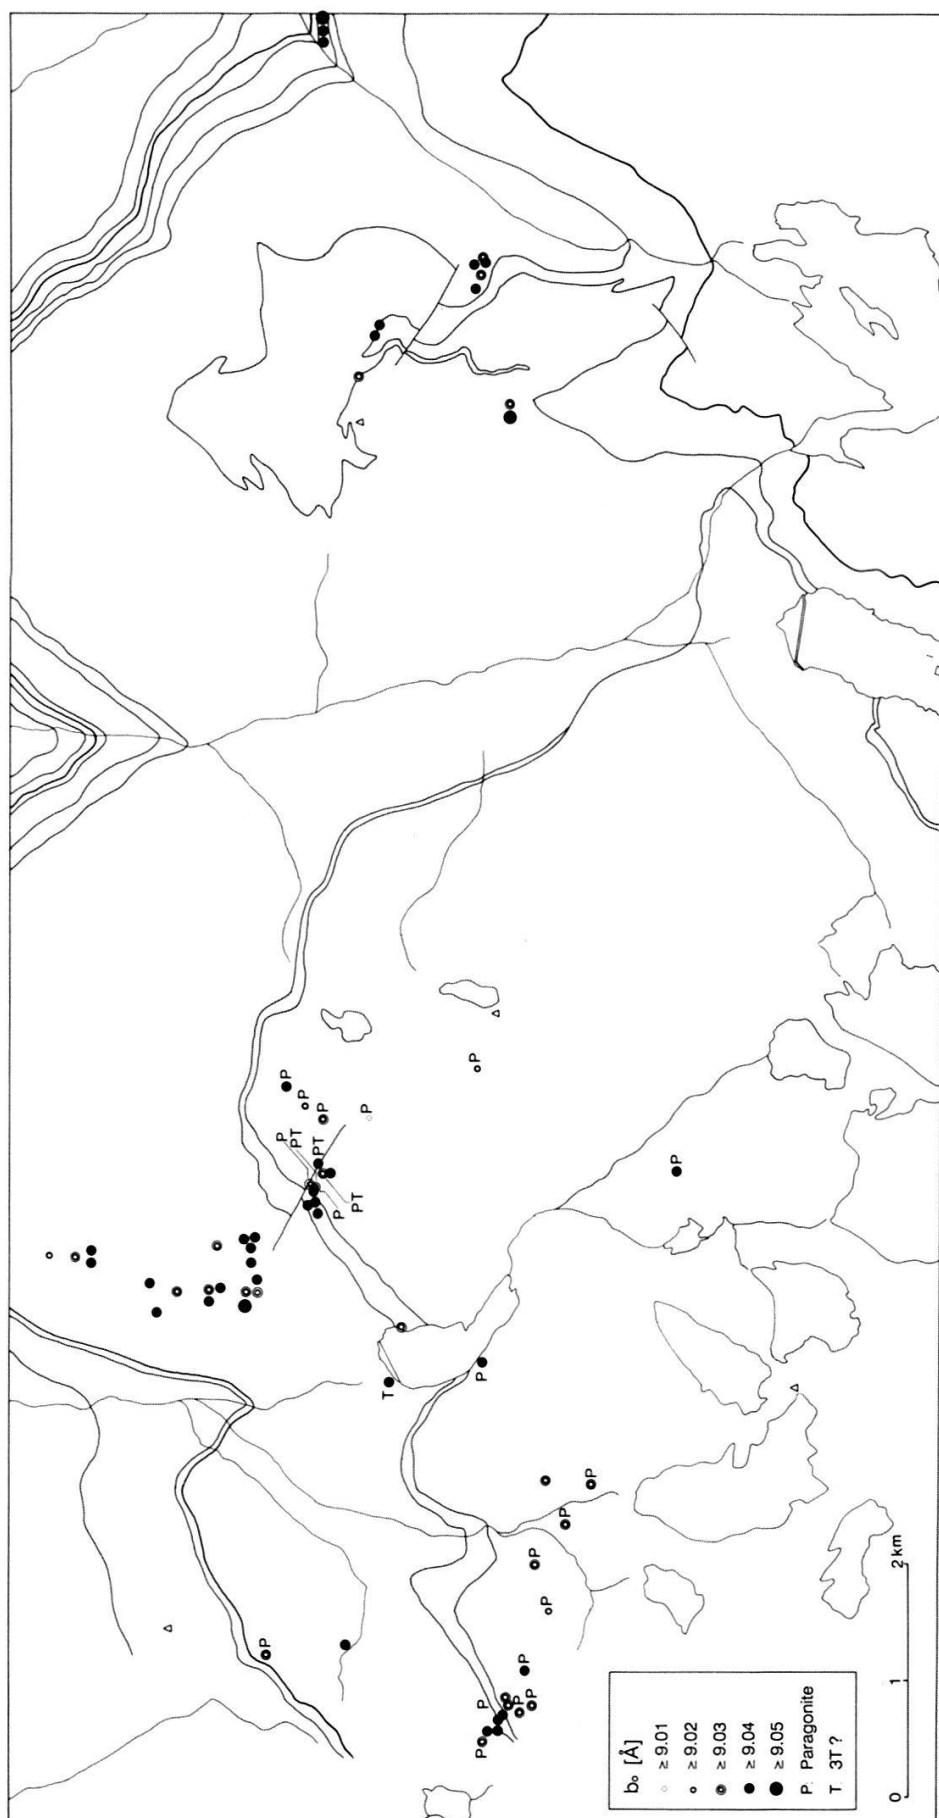 P
P
P
P
P
PT
PT
P
PT
P
P
P
T
P
P
P
P
P
P
P
P
P
P
P
b₀ [Å]
≥ 9.01
≥ 9.02
≥ 9.03
≥ 9.04
≥ 9.05
P: Paragonite
T: 3T ?
0 1 2 km